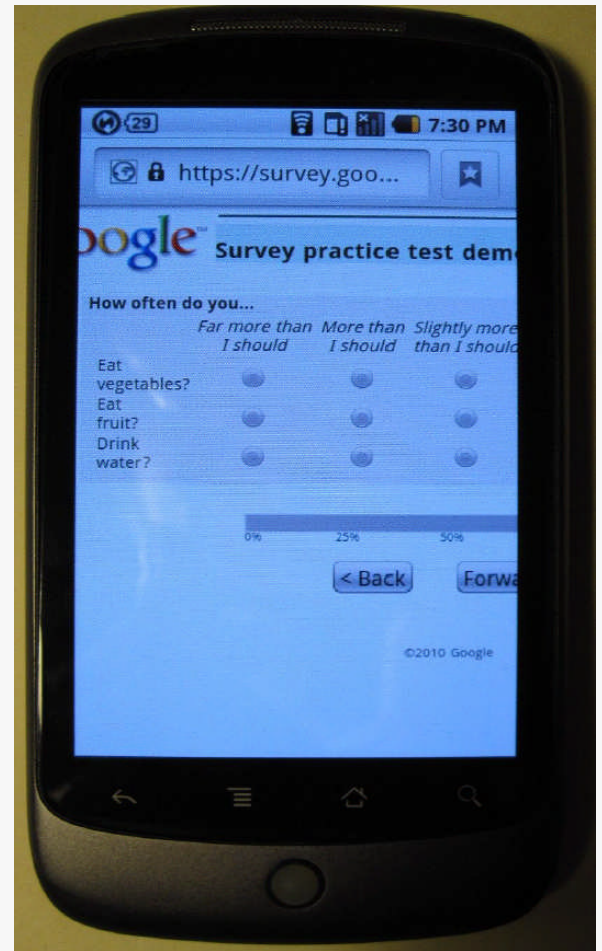 29 7:30 PM
https://survey.goo...
oogle™ Survey practice test dem
How often do you...
Far more than More than Slightly more
I should I should than I should
Eat
vegetables?
Eat
fruit?
Drink
water?
0% 25% 50%
< Back Forwa
©2010 Google